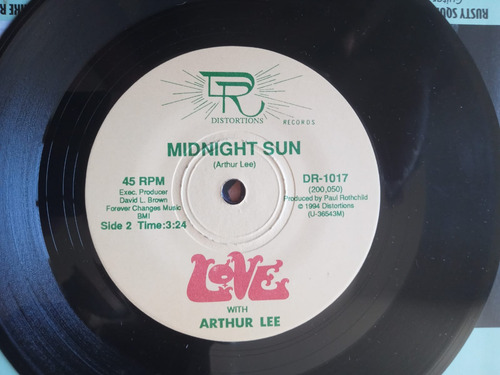 DR
DISTORTIONS
RECORDS
MIDNIGHT SUN
(Arthur Lee)
45 RPM
Exec. Producer
David L. Brown
Forever Changes Music
BMI
Side 2 Time:3:24
DR-1017
(200,050)
Produced by Paul Rothchild
© 1994 Distortions
(U-36543M)
LOVE
WITH
ARTHUR LEE
RUSTY SQUE